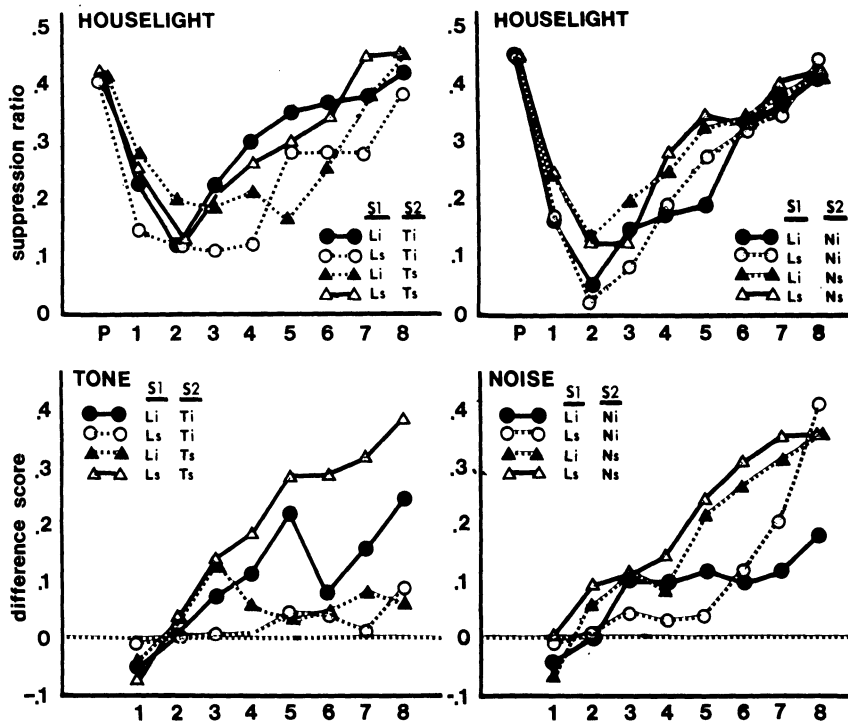 HOUSELIGHT
.5
.4
.3
.2
.1
0
suppression ratio
S1 S2
Li Ti
Ls Ti
Li Ts
Ls Ts
P 1 2 3 4 5 6 7 8
HOUSELIGHT
.5
.4
.3
.2
.1
0
S1 S2
Li Ni
Ls Ni
Li Ns
Ls Ns
P 1 2 3 4 5 6 7 8
TONE
.4
.3
.2
.1
0
-.1
difference score
S1 S2
Li Ti
Ls Ti
Li Ts
Ls Ts
1 2 3 4 5 6 7 8
NOISE
.4
.3
.2
.1
0
-.1
S1 S2
Li Ni
Ls Ni
Li Ns
Ls Ns
1 2 3 4 5 6 7 8